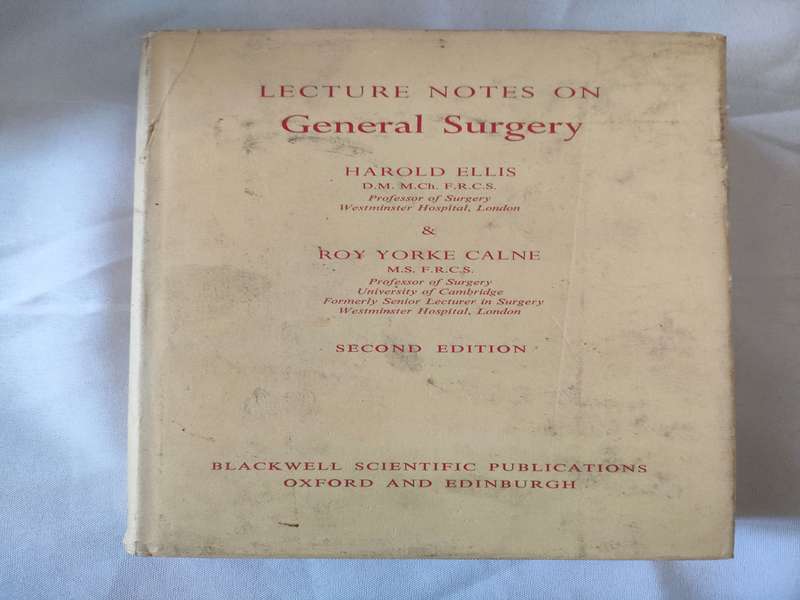 LECTURE NOTES ON
General Surgery
HAROLD ELLIS
D.M. M.Ch. F.R.C.S.
Professor of Surgery
Westminster Hospital, London
&
ROY YORKE CALNE
M.S. F.R.C.S.
Professor of Surgery
University of Cambridge
Formerly Senior Lecturer in Surgery
Westminster Hospital, London
SECOND EDITION
BLACKWELL SCIENTIFIC PUBLICATIONS
OXFORD AND EDINBURGH